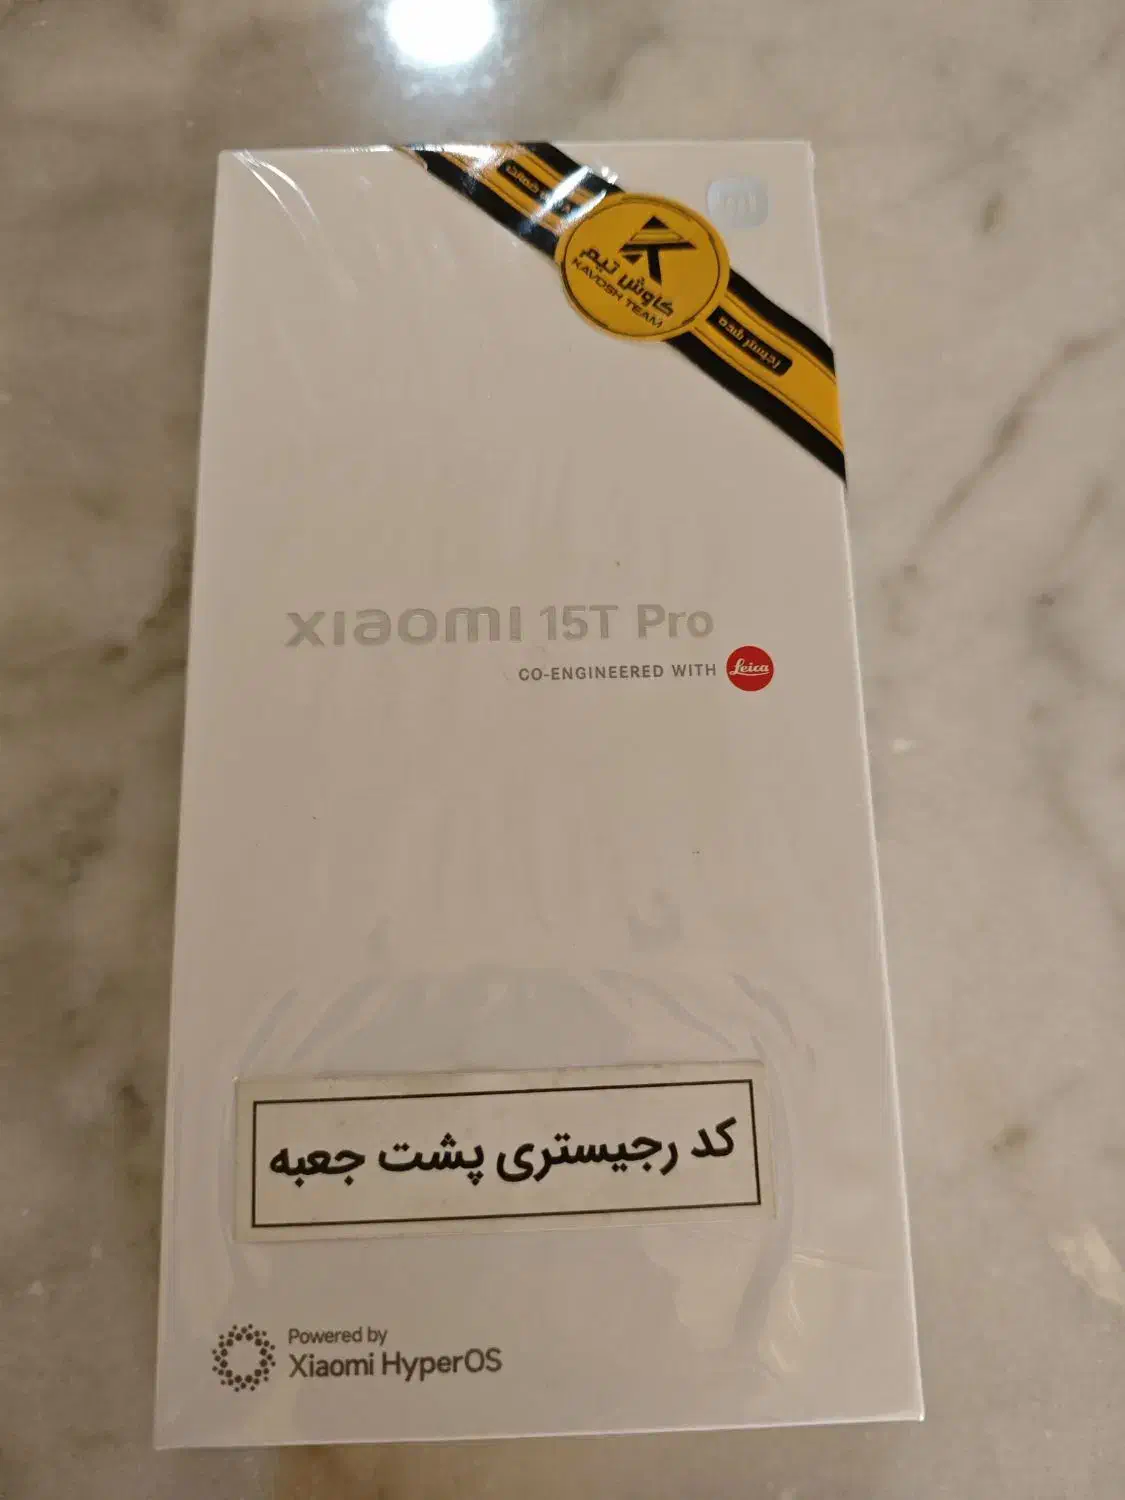 کاوش تیم
KAVOSH TEAM
رجیستر شده
xiaomi 15T Pro
CO-ENGINEERED WITH Leica
کد رجیستری پشت جعبه
Powered by
Xiaomi HyperOS